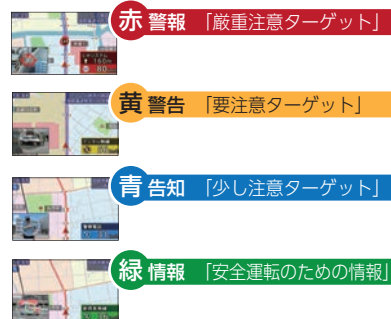 赤 警報 「厳重注意ターゲット」
160m
80
黄 警告 「要注意ターゲット」
青 告知 「少し注意ターゲット」
緑 情報 「安全運転のための情報」